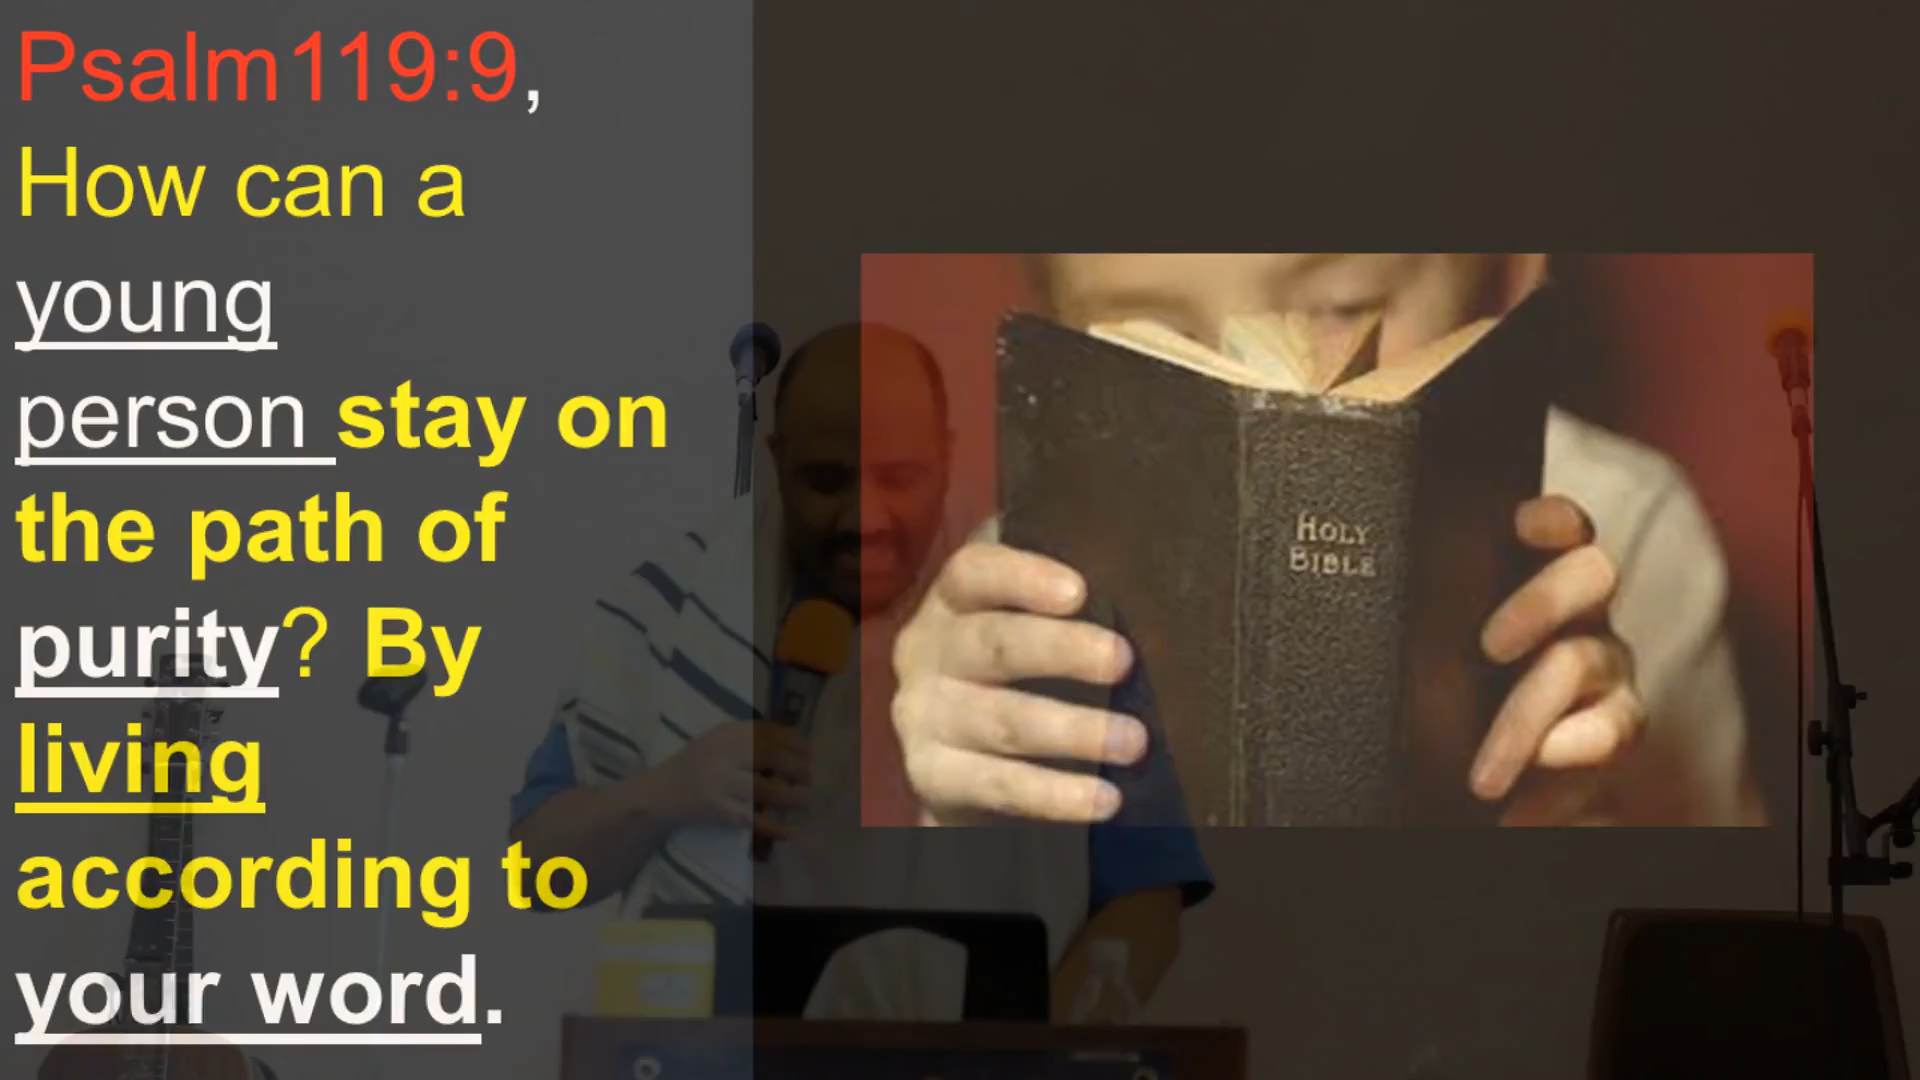 Psalm119:9,
How can a
young
person stay on
the path of
purity? By
living
according to
your word.
HOLY
BIBLE